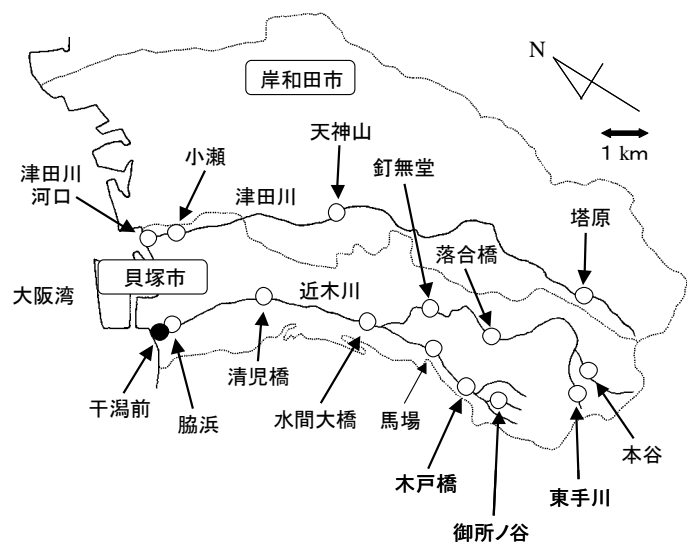 岸和田市
N
1 km
天神山
小瀬
釘無堂
津田川
河口
津田川
塔原
落合橋
貝塚市
大阪湾
近木川
干潟前
脇浜
清児橋
水間大橋
馬場
本谷
木戸橋
東手川
御所ノ谷